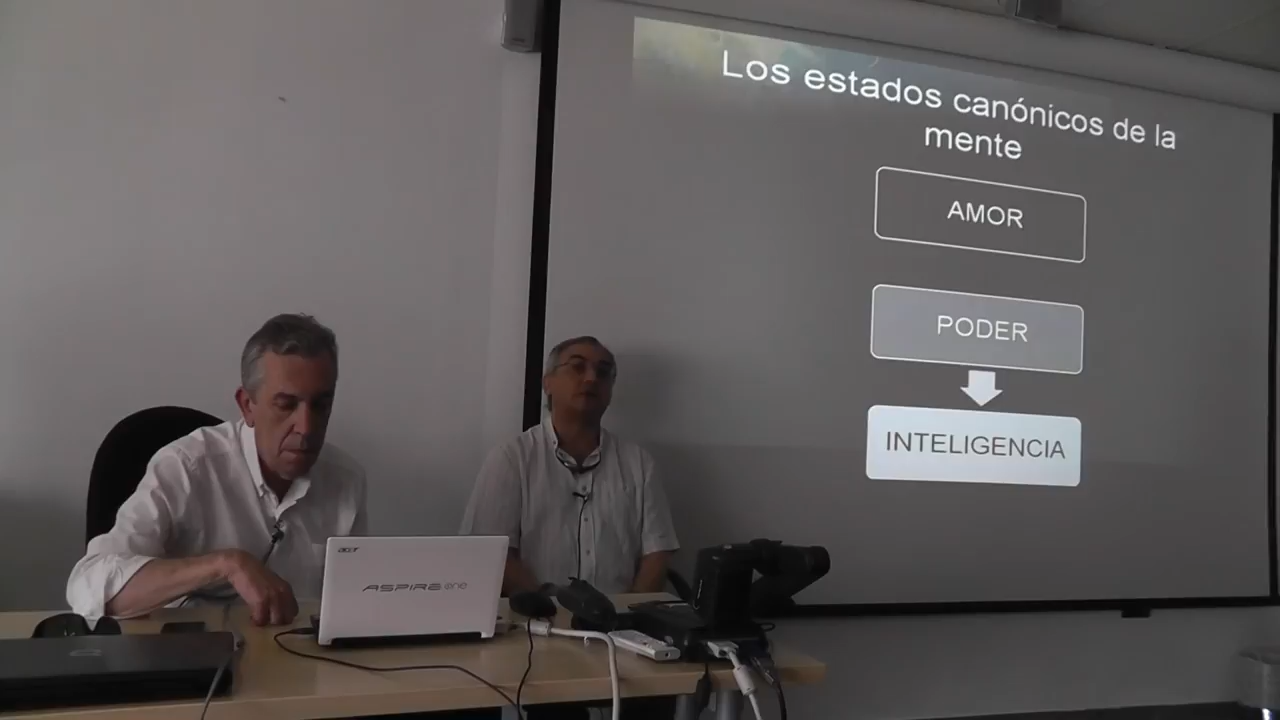 Los estados canónicos de la
mente
AMOR
PODER
INTELIGENCIA
acer
ASPIRE one